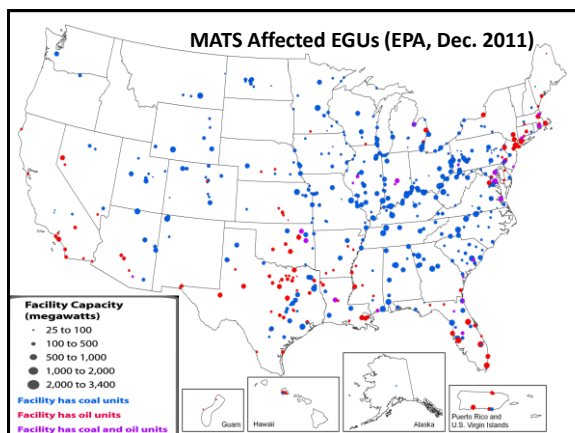 MATS Affected EGUs (EPA, Dec. 2011)
Facility Capacity
(megawatts)
25 to 100
100 to 500
500 to 1,000
1,000 to 2,000
2,000 to 3,400
Facility has coal units
Facility has oil units
Facility has coal and oil units
Guam
Hawaii
Alaska
Puerto Rico and
U.S. Virgin Islands